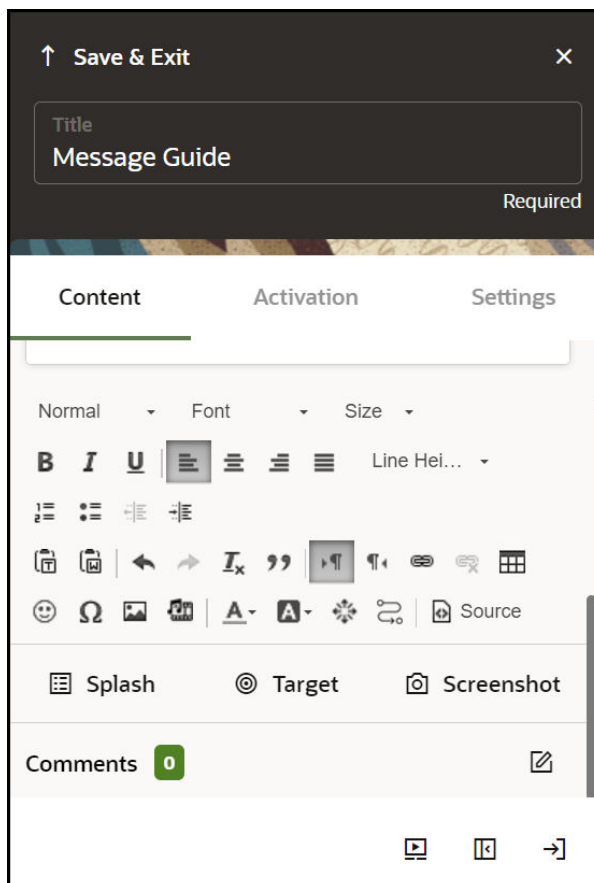 Save & Exit
Title
Message Guide
Required
Content Activation Settings
Normal Font Size
B I U Line Hei...
Source
Splash Target Screenshot
Comments 0